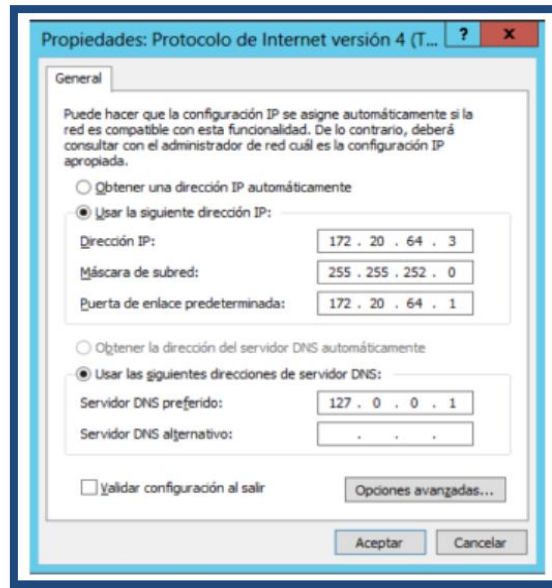 Propiedades: Protocolo de Internet versión 4 (T...
?
x
General
Puede hacer que la configuración IP se asigne automáticamente si la
red es compatible con esta funcionalidad. De lo contrario, deberá
consultar con el administrador de red cuál es la configuración IP
apropiada.
Obtener una dirección IP automáticamente
Usar la siguiente dirección IP:
Dirección IP: 172 . 20 . 64 . 3
Máscara de subred: 255 . 255 . 252 . 0
Puerta de enlace predeterminada: 172 . 20 . 64 . 1
Obtener la dirección del servidor DNS automáticamente
Usar las siguientes direcciones de servidor DNS:
Servidor DNS preferido: 127 . 0 . 0 . 1
Servidor DNS alternativo: . . .
Validar configuración al salir
Opciones avanzadas...
Aceptar
Cancelar